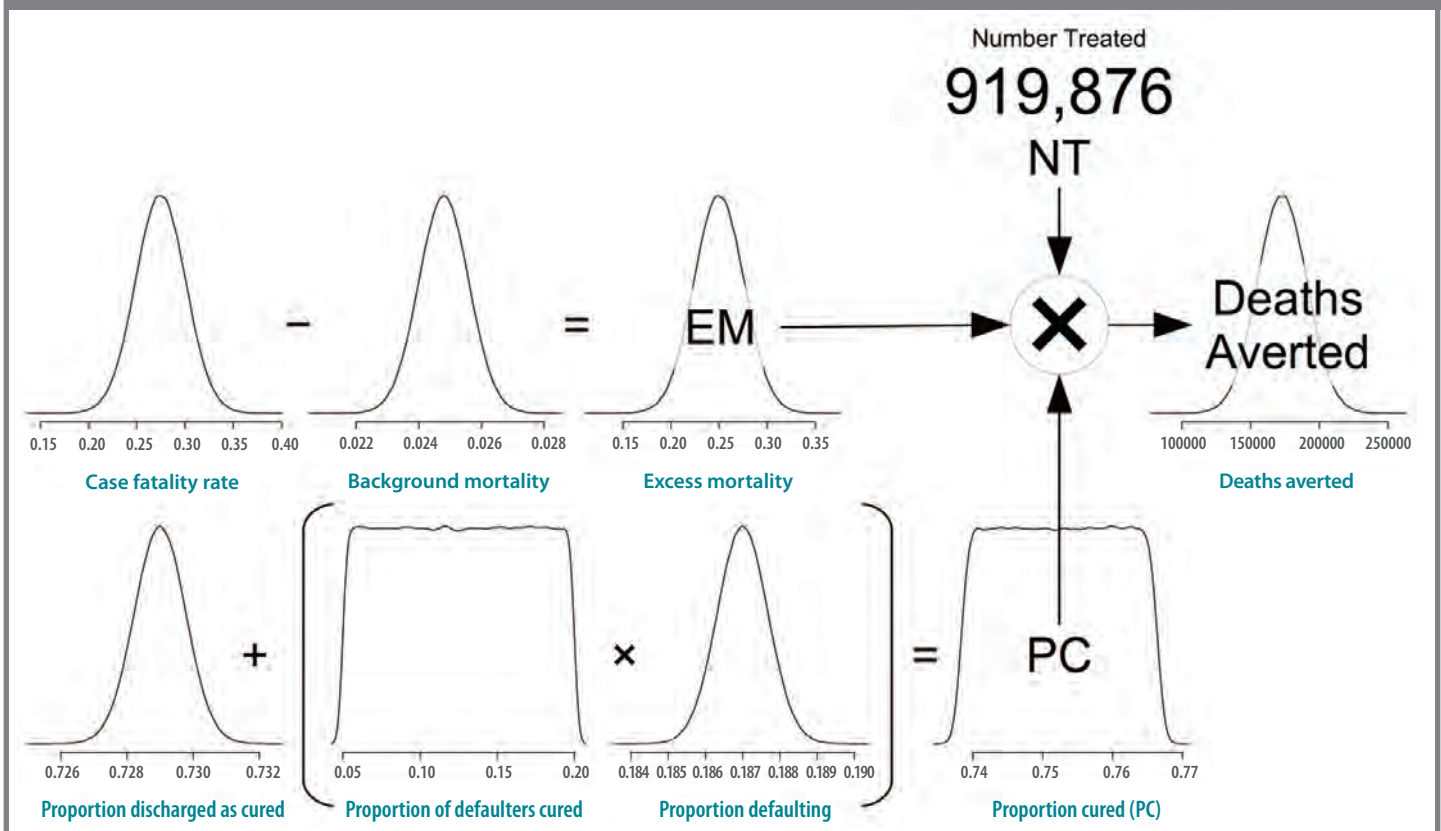 Number Treated
919,876
NT
− = EM × Deaths
Averted
0.15 0.20 0.25 0.30 0.35 0.40
0.022 0.024 0.026 0.028
0.15 0.20 0.25 0.30 0.35
100000 150000 200000 250000
Case fatality rate
Background mortality
Excess mortality
Deaths averted
+ ( × ) = PC
0.726 0.728 0.730 0.732
0.05 0.10 0.15 0.20
0.184 0.185 0.186 0.187 0.188 0.189 0.190
0.74 0.75 0.76 0.77
Proportion discharged as cured
Proportion of defaulters cured
Proportion defaulting
Proportion cured (PC)